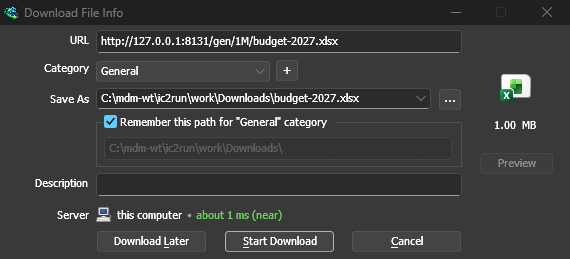 Download File Info
URL http://127.0.0.1:8131/gen/1M/budget-2027.xlsx
Category General +
Save As C:\mdm-wt\jc2run\work\Downloads\budget-2027.xlsx ...
Remember this path for "General" category
C:\mdm-wt\jc2run\work\Downloads\
1.00 MB
Preview
Description
Server this computer • about 1 ms (near)
Download Later Start Download Cancel